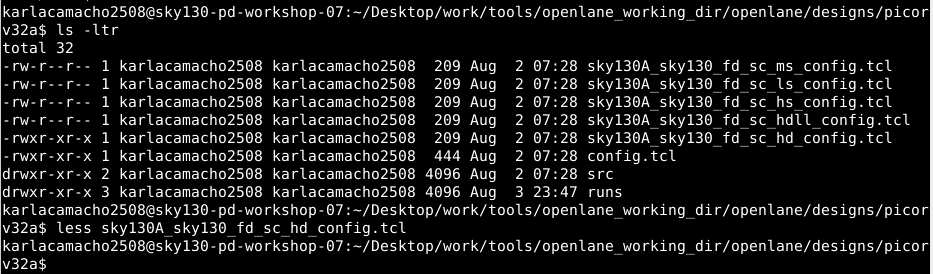 karlacamacho2508@sky130-pd-workshop-07:~/Desktop/work/tools/openlane_working_dir/openlane/designs/picor
v32a$ ls -ltr
total 32
-rw-r--r-- 1 karlacamacho2508 karlacamacho2508  209 Aug  2 07:28 sky130A_sky130_fd_sc_ms_config.tcl
-rw-r--r-- 1 karlacamacho2508 karlacamacho2508  209 Aug  2 07:28 sky130A_sky130_fd_sc_ls_config.tcl
-rw-r--r-- 1 karlacamacho2508 karlacamacho2508  209 Aug  2 07:28 sky130A_sky130_fd_sc_hs_config.tcl
-rw-r--r-- 1 karlacamacho2508 karlacamacho2508  209 Aug  2 07:28 sky130A_sky130_fd_sc_hdll_config.tcl
-rwxr-xr-x 1 karlacamacho2508 karlacamacho2508  209 Aug  2 07:28 sky130A_sky130_fd_sc_hd_config.tcl
-rwxr-xr-x 1 karlacamacho2508 karlacamacho2508  444 Aug  2 07:28 config.tcl
drwxr-xr-x 2 karlacamacho2508 karlacamacho2508 4096 Aug  2 07:28 src
drwxr-xr-x 3 karlacamacho2508 karlacamacho2508 4096 Aug  3 23:47 runs
karlacamacho2508@sky130-pd-workshop-07:~/Desktop/work/tools/openlane_working_dir/openlane/designs/picor
v32a$ less sky130A_sky130_fd_sc_hd_config.tcl
karlacamacho2508@sky130-pd-workshop-07:~/Desktop/work/tools/openlane_working_dir/openlane/designs/picor
v32a$